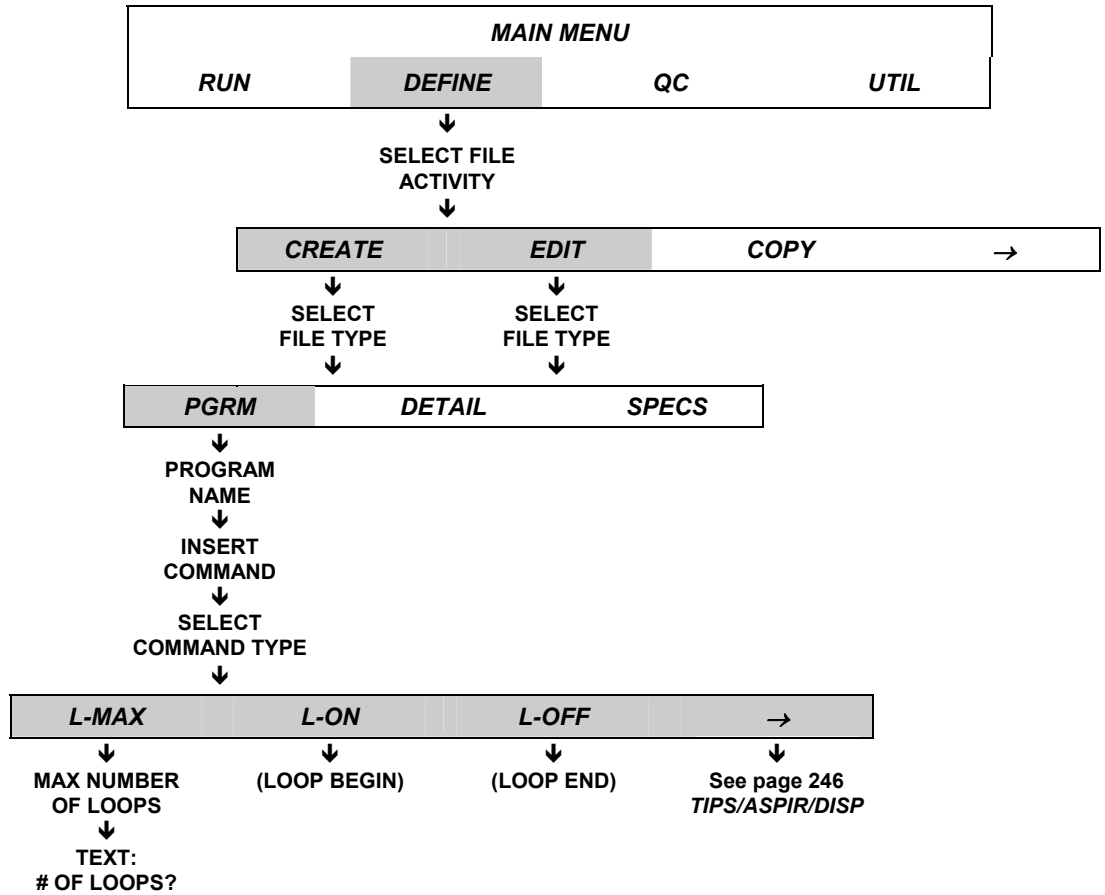 MAIN MENU
RUN DEFINE QC UTIL
SELECT FILE
ACTIVITY
CREATE EDIT COPY →
SELECT
FILE TYPE
SELECT
FILE TYPE
PGRM DETAIL SPECS
PROGRAM
NAME
INSERT
COMMAND
SELECT
COMMAND TYPE
L-MAX L-ON L-OFF →
MAX NUMBER
OF LOOPS
(LOOP BEGIN)
(LOOP END)
See page 246
TIPS/ASPIR/DISP
TEXT:
# OF LOOPS?